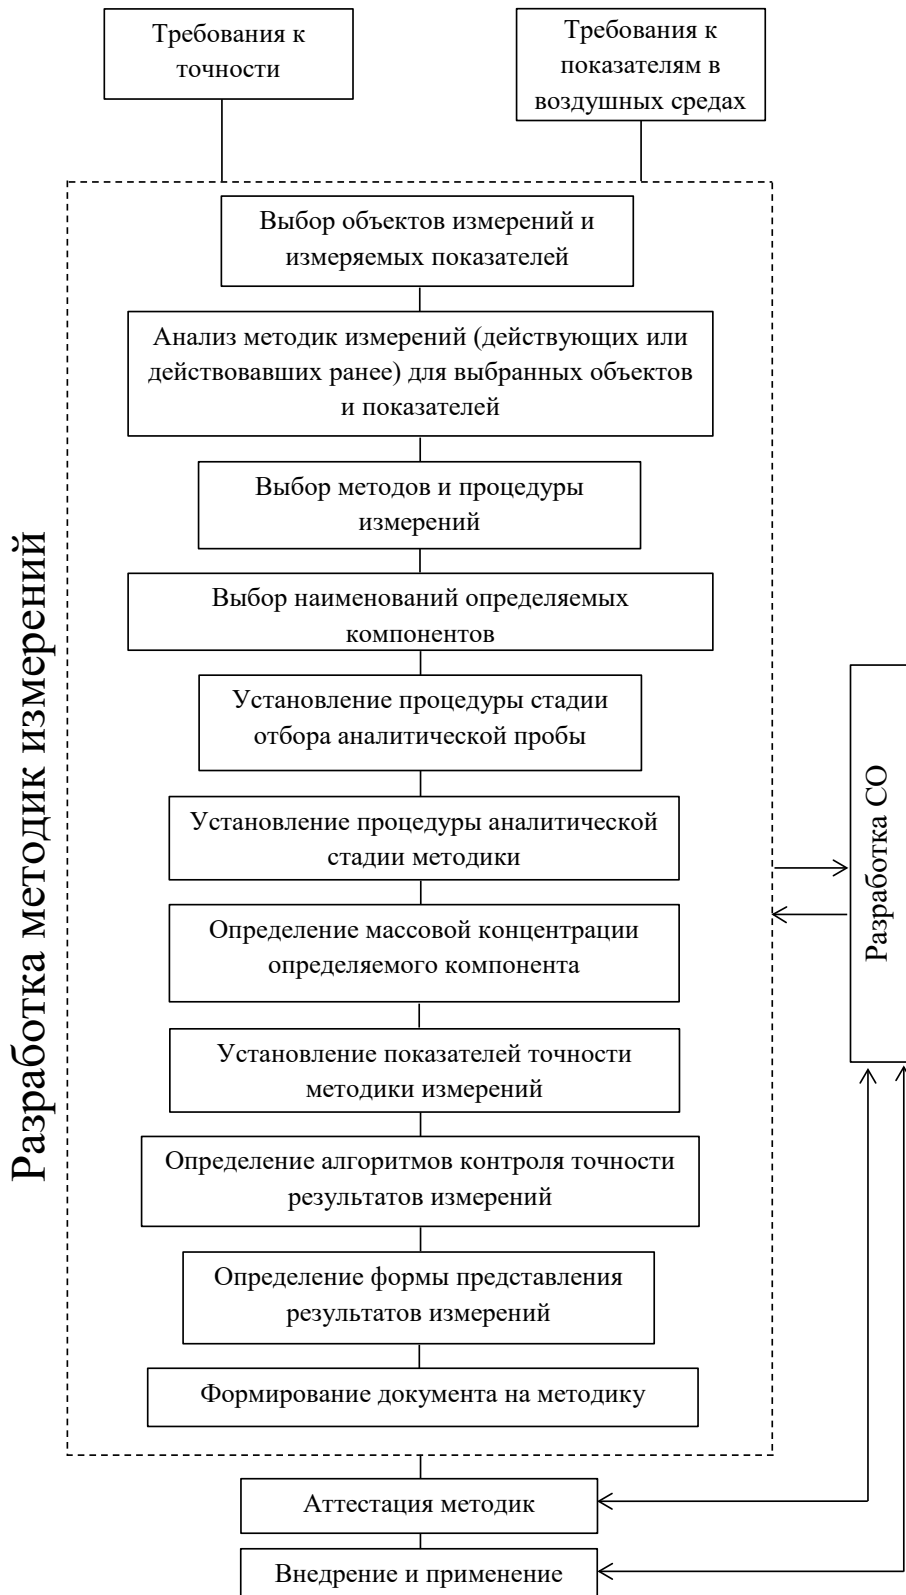 Требования к
точности
Требования к
показателям в
воздушных средах
Разработка методик измерений
Выбор объектов измерений и
измеряемых показателей
Анализ методик измерений (действующих или
действовавших ранее) для выбранных объектов
и показателей
Выбор методов и процедуры
измерений
Выбор наименований определяемых
компонентов
Установление процедуры стадии
отбора аналитической пробы
Установление процедуры аналитической
стадии методики
Определение массовой концентрации
определяемого компонента
Установление показателей точности
методики измерений
Определение алгоритмов контроля точности
результатов измерений
Определение формы представления
результатов измерений
Формирование документа на методику
Разработка СО
Аттестация методик
Внедрение и применение